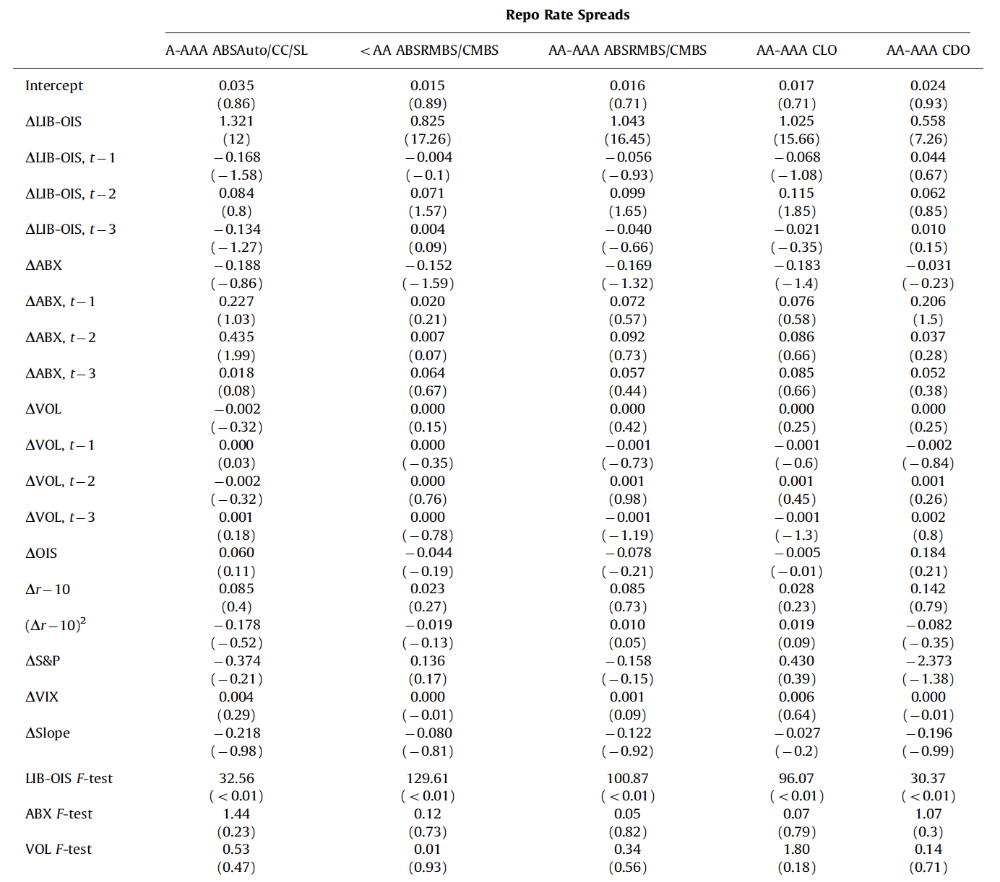 Repo Rate Spreads
A-AAA ABSAuto/CC/SL <AA ABSRMBS/CMBS AA-AAA ABSRMBS/CMBS AA-AAA CLO AA-AAA CDO
Intercept 0.035 0.015 0.016 0.017 0.024
(0.86) (0.89) (0.71) (0.71) (0.93)
ΔLIB-OIS 1.321 0.825 1.043 1.025 0.558
(12) (17.26) (16.45) (15.66) (7.26)
ΔLIB-OIS, t−1 −0.168 −0.004 −0.056 −0.068 0.044
(−1.58) (−0.1) (−0.93) (−1.08) (0.67)
ΔLIB-OIS, t−2 0.084 0.071 0.099 0.115 0.062
(0.8) (1.57) (1.65) (1.85) (0.85)
ΔLIB-OIS, t−3 −0.134 0.004 −0.040 −0.021 0.010
(−1.27) (0.09) (−0.66) (−0.35) (0.15)
ΔABX −0.188 −0.152 −0.169 −0.183 −0.031
(−0.86) (−1.59) (−1.32) (−1.4) (−0.23)
ΔABX, t−1 0.227 0.020 0.072 0.076 0.206
(1.03) (0.21) (0.57) (0.58) (1.5)
ΔABX, t−2 0.435 0.007 0.092 0.086 0.037
(1.99) (0.07) (0.73) (0.66) (0.28)
ΔABX, t−3 0.018 0.064 0.057 0.085 0.052
(0.08) (0.67) (0.44) (0.66) (0.38)
ΔVOL −0.002 0.000 0.000 0.000 0.000
(−0.32) (0.15) (0.42) (0.25) (0.25)
ΔVOL, t−1 0.000 0.000 −0.001 −0.001 −0.002
(0.03) (−0.35) (−0.73) (−0.6) (−0.84)
ΔVOL, t−2 −0.002 0.000 0.001 0.001 0.001
(−0.32) (0.76) (0.98) (0.45) (0.26)
ΔVOL, t−3 0.001 0.000 −0.001 −0.001 0.002
(0.18) (−0.78) (−1.19) (−1.3) (0.8)
ΔOIS 0.060 −0.044 −0.078 −0.005 0.184
(0.11) (−0.19) (−0.21) (−0.01) (0.21)
Δr−10 0.085 0.023 0.085 0.028 0.142
(0.4) (0.27) (0.73) (0.23) (0.79)
(Δr−10)² −0.178 −0.019 0.010 0.019 −0.082
(−0.52) (−0.13) (0.05) (0.09) (−0.35)
ΔS&P −0.374 0.136 −0.158 0.430 −2.373
(−0.21) (0.17) (−0.15) (0.39) (−1.38)
ΔVIX 0.004 0.000 0.001 0.006 0.000
(0.29) (−0.01) (0.09) (0.64) (−0.01)
ΔSlope −0.218 −0.080 −0.122 −0.027 −0.196
(−0.98) (−0.81) (−0.92) (−0.2) (−0.99)
LIB-OIS F-test 32.56 129.61 100.87 96.07 30.37
(<0.01) (<0.01) (<0.01) (<0.01) (<0.01)
ABX F-test 1.44 0.12 0.05 0.07 1.07
(0.23) (0.73) (0.82) (0.79) (0.3)
VOL F-test 0.53 0.01 0.34 1.80 0.14
(0.47) (0.93) (0.56) (0.18) (0.71)